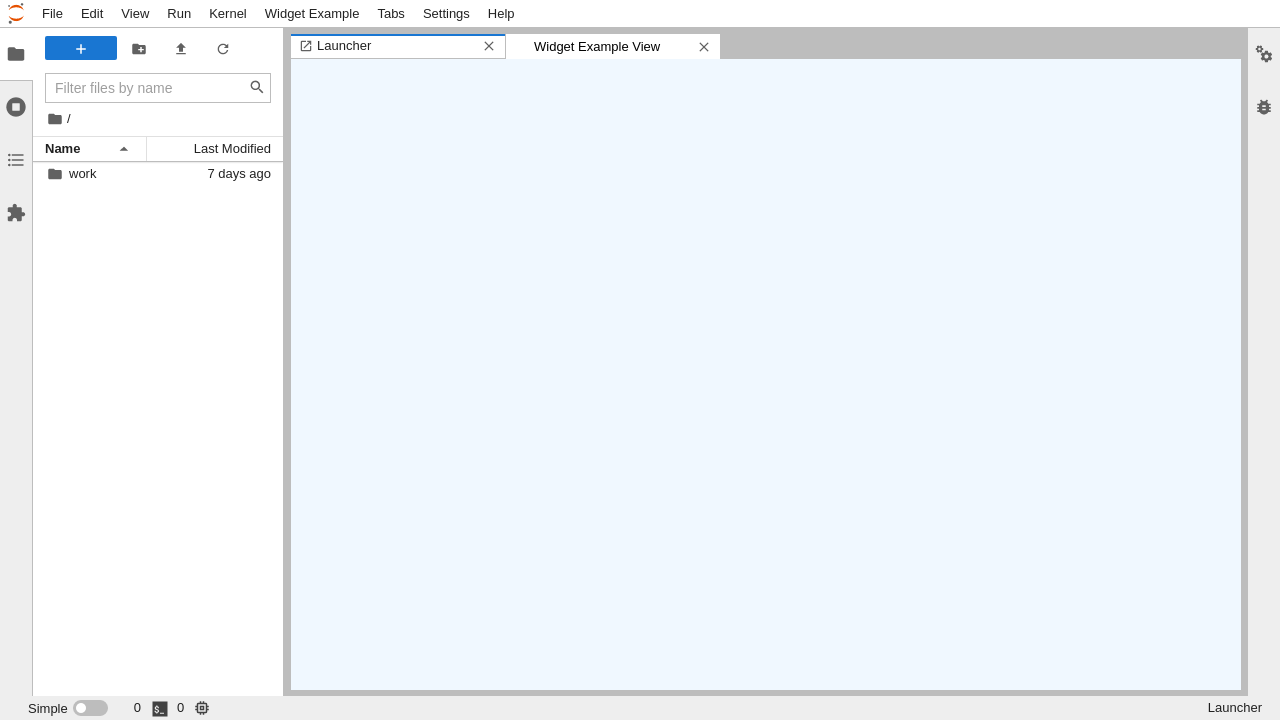 File Edit View Run Kernel Widget Example Tabs Settings Help
Launcher
Widget Example View
Filter files by name
/
Name Last Modified
work 7 days ago
Simple 0 0 Launcher